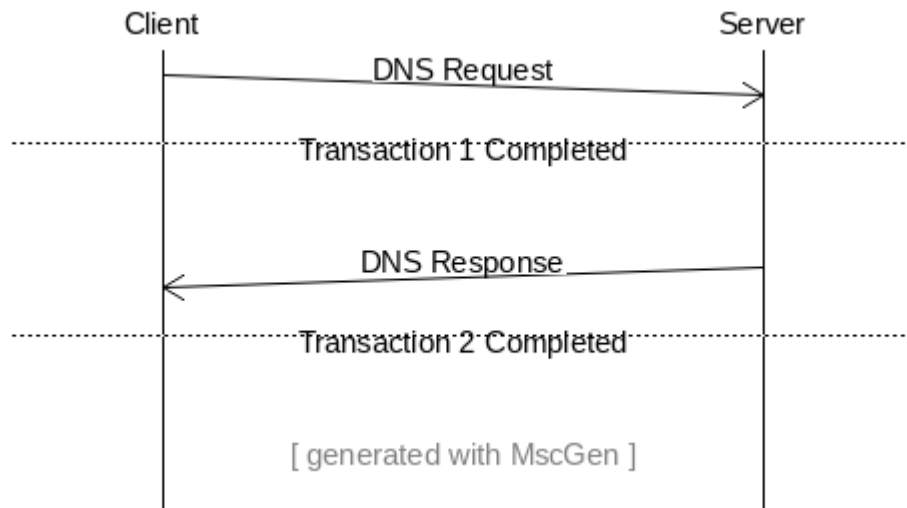 Client Server
DNS Request
Transaction 1 Completed
DNS Response
Transaction 2 Completed
[ generated with MscGen ]